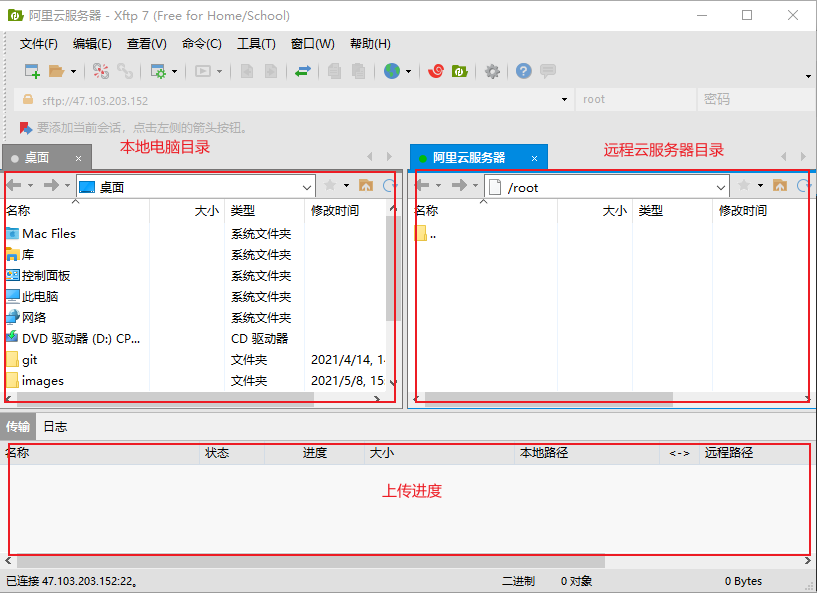 阿里云服务器 - Xftp 7 (Free for Home/School)
文件(F) 编辑(E) 查看(V) 命令(C) 工具(T) 窗口(W) 帮助(H)
sftp://47.103.203.152 root 密码
要添加当前会话，点击左侧的箭头按钮。
本地电脑目录 远程云服务器目录
桌面 × 阿里云服务器 ×
桌面 /root
名称 大小 类型 修改时间 名称 大小 类型 修改时间
Mac Files 系统文件夹 ..
库 系统文件夹
控制面板 系统文件夹
此电脑 系统文件夹
网络 系统文件夹
DVD 驱动器 (D:) CP... CD 驱动器
git 文件夹 2021/4/14, 1
images 文件夹 2021/5/8, 15
传输 日志
名称 状态 进度 大小 本地路径 <-> 远程路径
上传进度
已连接 47.103.203.152:22。 二进制 0 对象 0 Bytes